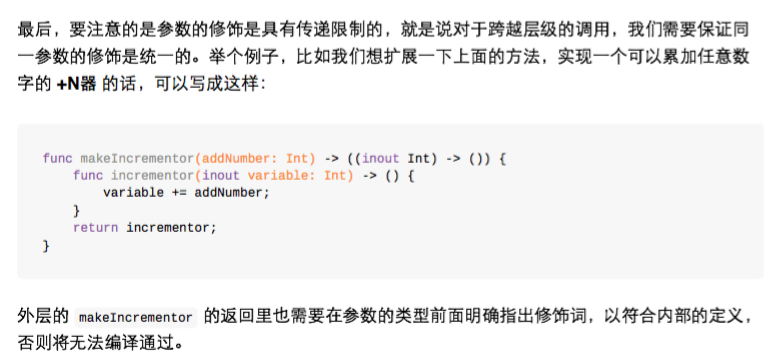 最后，要注意的是参数的修饰是具有传递限制的，就是说对于跨越层级的调用，我们需要保证同
一参数的修饰是统一的。举个例子，比如我们想扩展一下上面的方法，实现一个可以累加任意数
字的 +N器 的话，可以写成这样：
func makeIncrementor(addNumber: Int) -> ((inout Int) -> ()) {
    func incrementor(inout variable: Int) -> () {
        variable += addNumber;
    }
    return incrementor;
}
外层的 makeIncrementor 的返回里也需要在参数的类型前面明确指出修饰词，以符合内部的定义，
否则将无法编译通过。